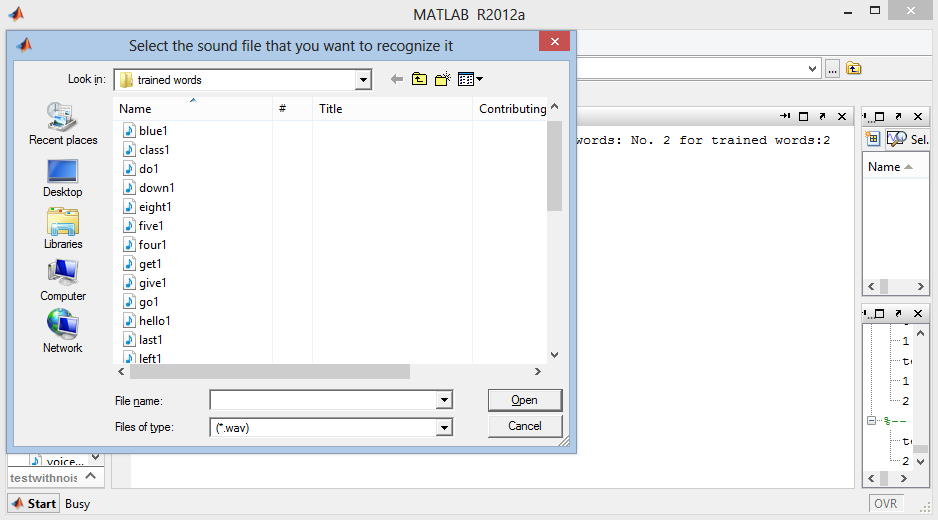 MATLAB R2012a
Select the sound file that you want to recognize it
Look in: trained words
Name # Title Contributing
blue1
class1
do1
down1
eight1
five1
four1
get1
give1
go1
hello1
last1
left1
Recent places
Desktop
Libraries
Computer
Network
File name: Open
Files of type: (*.wav) Cancel
words: No. 2 for trained words:2
Sel.
Name
1
1
2
%--
2
voice...
testwithnois
Start Busy
OVR